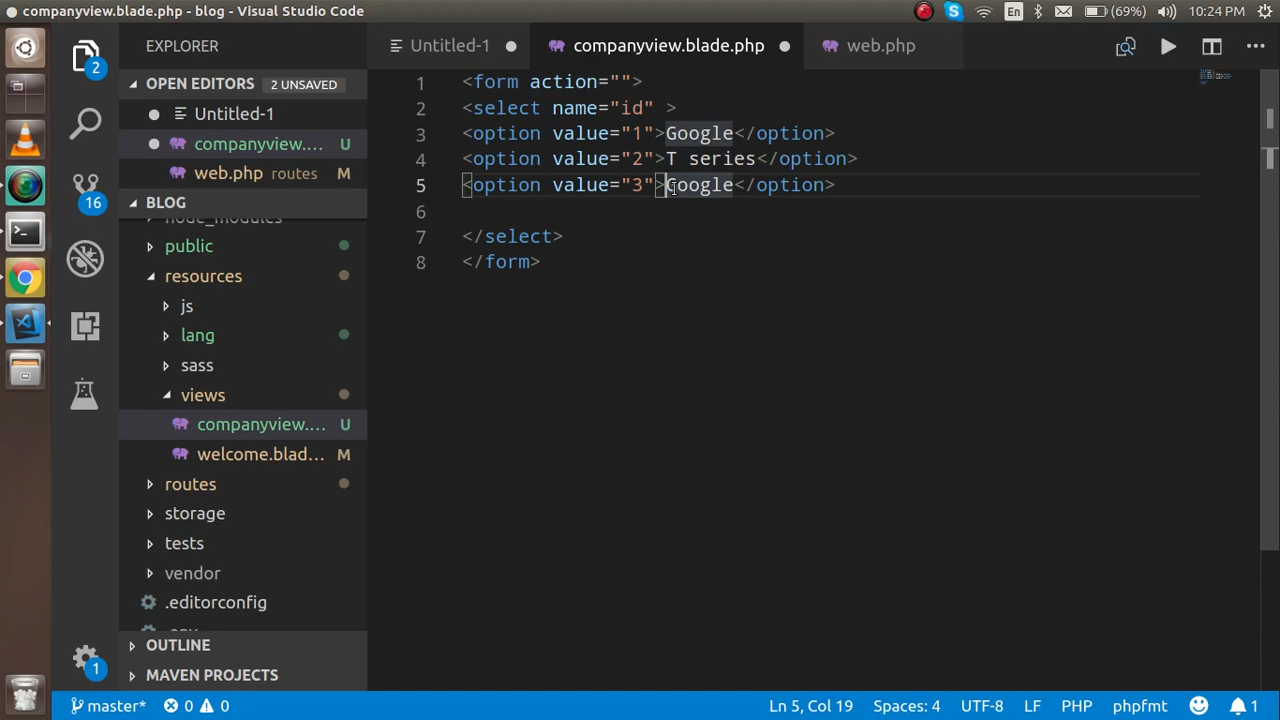 companyview.blade.php - blog - Visual Studio Code
En
(69%)
10:24 PM
EXPLORER
Untitled-1
companyview.blade.php
web.php
2
OPEN EDITORS
2 UNSAVED
Untitled-1
companyview.... U
web.php routes M
16
BLOG
node_modules
public
resources
js
lang
sass
views
companyview.... U
welcome.blad... M
routes
storage
tests
vendor
.editorconfig
OUTLINE
MAVEN PROJECTS
1
1 <form action="">
2 <select name="id" >
3 <option value="1">Google</option>
4 <option value="2">T series</option>
5 <option value="3">Google</option>
6
7 </select>
8 </form>
master*
0
0
Ln 5, Col 19
Spaces: 4
UTF-8
LF
PHP
phpfmt
1